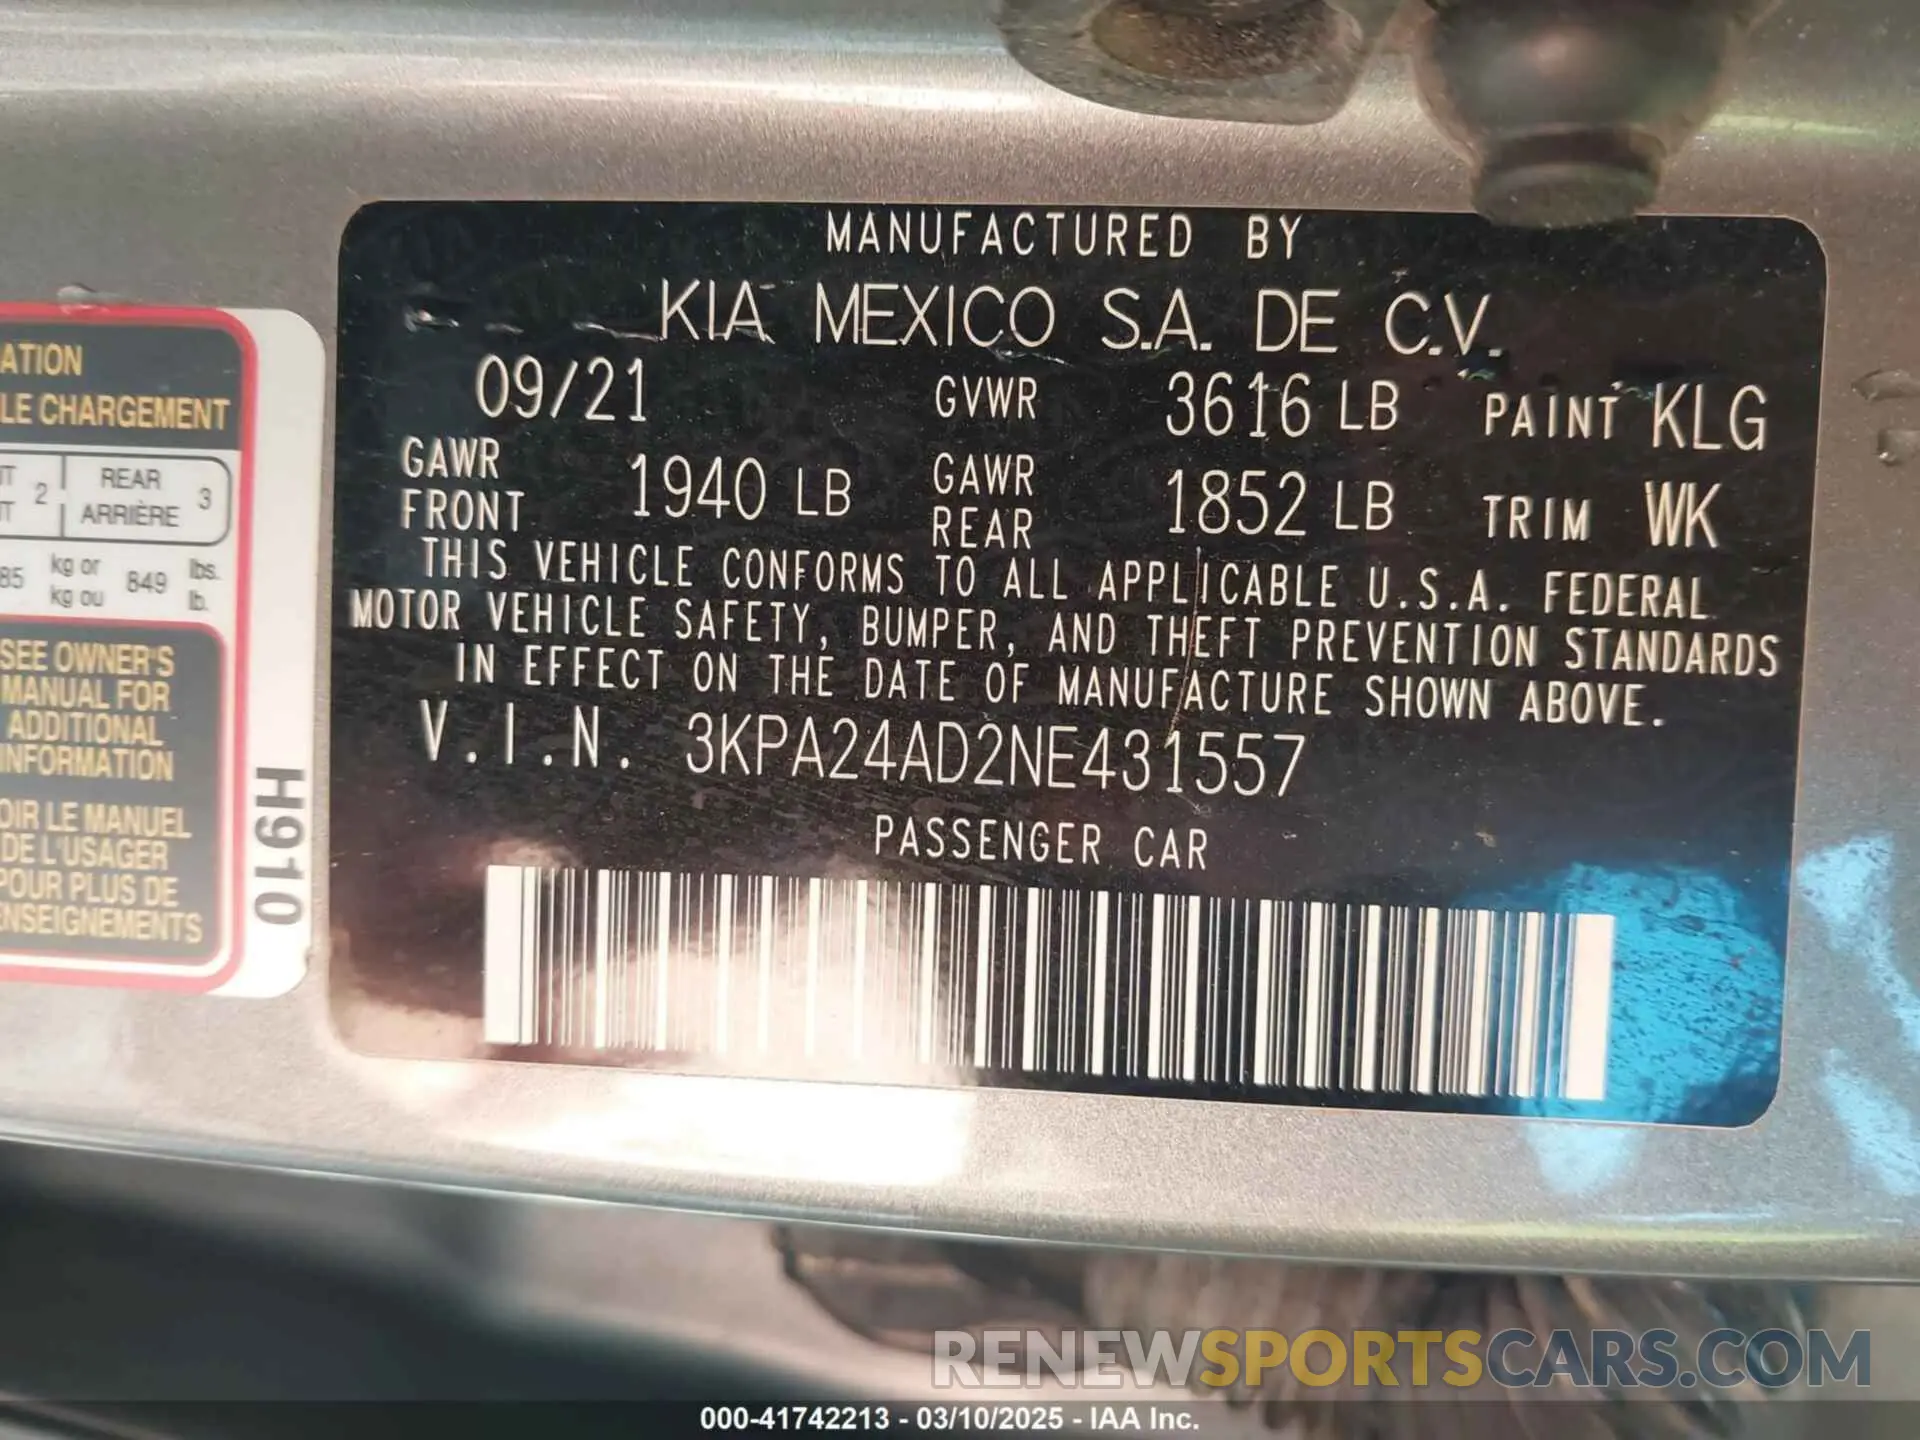 MANUFACTURED BY
KIA MEXICO S.A. DE C.V.
09/21 GVWR 3616 LB PAINT KLG
GAWR FRONT 1940 LB GAWR REAR 1852 LB TRIM WK
THIS VEHICLE CONFORMS TO ALL APPLICABLE U.S.A. FEDERAL
MOTOR VEHICLE SAFETY, BUMPER, AND THEFT PREVENTION STANDARDS
IN EFFECT ON THE DATE OF MANUFACTURE SHOWN ABOVE.
V.I.N. 3KPA24AD2NE431557
PASSENGER CAR
ATION
LE CHARGEMENT
2 REAR 3
ARRIÈRE
85 kg or 849 lbs.
kg ou lb.
SEE OWNER'S
MANUAL FOR
ADDITIONAL
INFORMATION
OIR LE MANUEL
DE L'USAGER
POUR PLUS DE
ENSEIGNEMENTS
H910
RENEWSPORTSCARS.COM
000-41742213 - 03/10/2025 - IAA Inc.